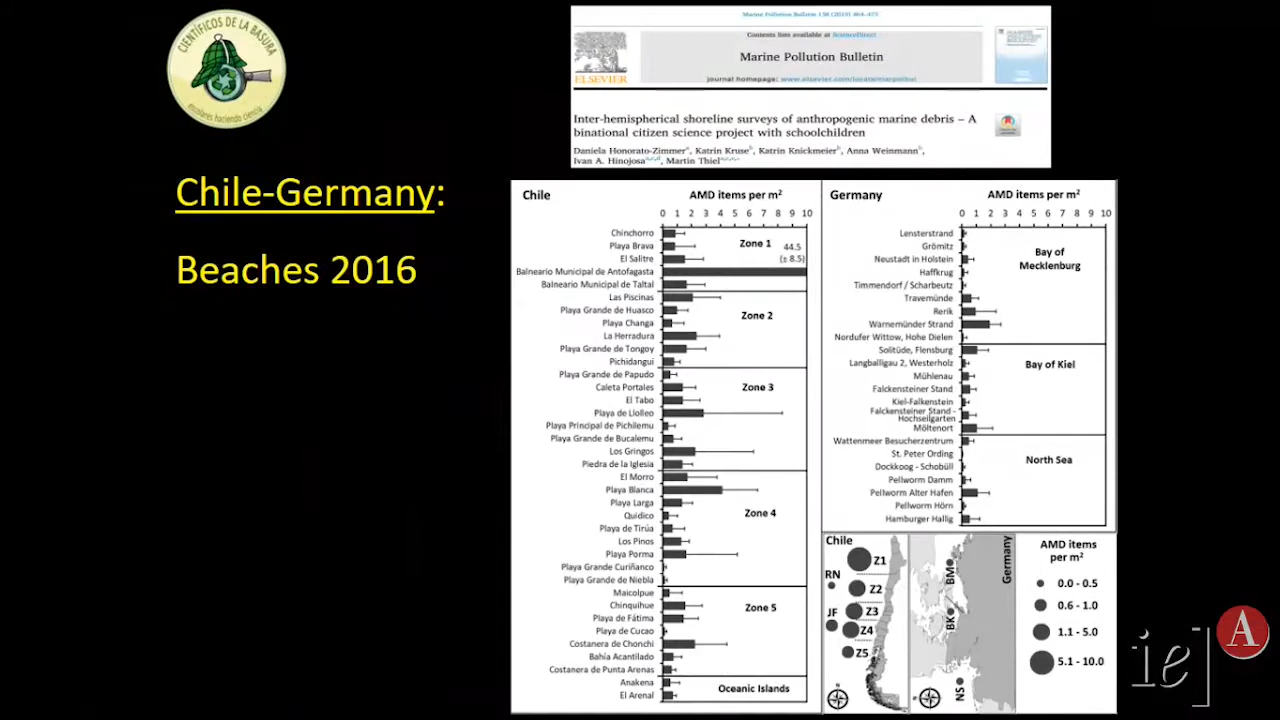 CIENTÍFICOS DE LA BASURA
escolares haciendo ciencia
Marine Pollution Bulletin 138 (2019) 464–473
Contents lists available at ScienceDirect
Marine Pollution Bulletin
ELSEVIER
journal homepage: www.elsevier.com/locate/marpolbul
Inter-hemispherical shoreline surveys of anthropogenic marine debris – A
binational citizen science project with schoolchildren
Daniela Honorato-Zimmer, Katrin Kruse, Katrin Knickmeier, Anna Weinmann,
Ivan A. Hinojosa, Martin Thiel
Chile-Germany:
Beaches 2016
Chile
AMD items per m²
0 1 2 3 4 5 6 7 8 9 10
Chinchorro
Playa Brava
El Salitre
Balneario Municipal de Antofagasta
Balneario Municipal de Taltal
Zone 1
44.5
(± 8.5)
Las Piscinas
Playa Grande de Huasco
Playa Changa
La Herradura
Playa Grande de Tongoy
Pichidangui
Zone 2
Playa Grande de Papudo
Caleta Portales
El Tabo
Playa de Llolleo
Playa Principal de Pichilemu
Playa Grande de Bucalemu
Los Gringos
Piedra de la Iglesia
Zone 3
El Morro
Playa Blanca
Playa Larga
Quidico
Playa de Tirúa
Los Pinos
Playa Porma
Playa Grande Curiñanco
Playa Grande de Niebla
Zone 4
Maicolpue
Chinquihue
Playa de Fátima
Playa de Cucao
Costanera de Chonchi
Bahía Acantilado
Costanera de Punta Arenas
Zone 5
Anakena
El Arenal
Oceanic Islands
Germany
AMD items per m²
0 1 2 3 4 5 6 7 8 9 10
Lensterstrand
Grömitz
Neustadt in Holstein
Haffkrug
Timmendorf / Scharbeutz
Travemünde
Rerik
Warnemünder Strand
Nordufer Wittow, Hohe Dielen
Bay of
Mecklenburg
Solitüde, Flensburg
Langballigau 2, Westerholz
Mühlenau
Falckensteiner Stand
Kiel-Falkenstein
Falckensteiner Stand -
Hochseilgarten
Möltenort
Bay of Kiel
Wattenmeer Besucherzentrum
St. Peter Ording
Dockkoog - Schobüll
Pellworm Damm
Pellworm Alter Hafen
Pellworm Hörn
Hamburger Hallig
North Sea
Chile
RN
JF
Z1
Z2
Z3
Z4
Z5
Germany
BM
BK
NS
AMD items
per m²
0.0 - 0.5
0.6 - 1.0
1.1 - 5.0
5.1 - 10.0
ie]
A